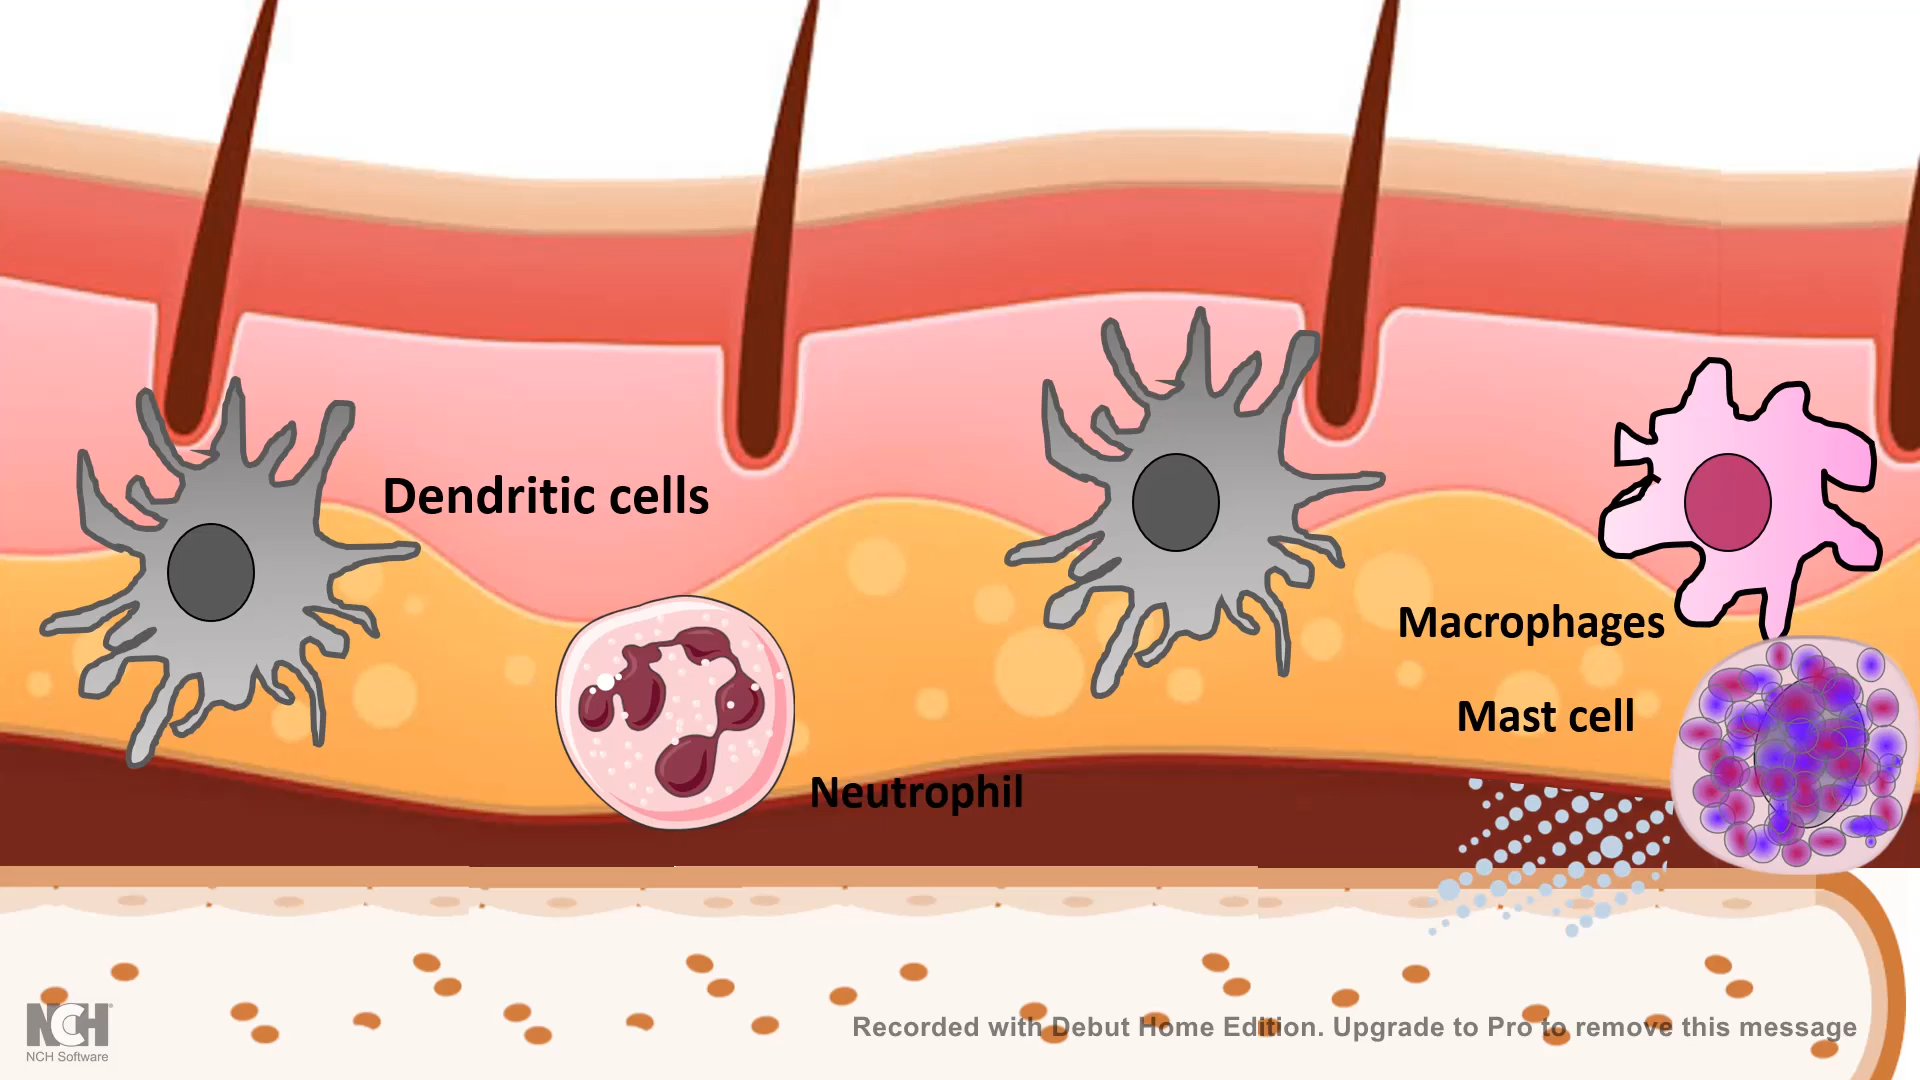 Dendritic cells
Macrophages
Mast cell
Neutrophil
NCH
NCH Software
Recorded with Debut Home Edition. Upgrade to Pro to remove this message